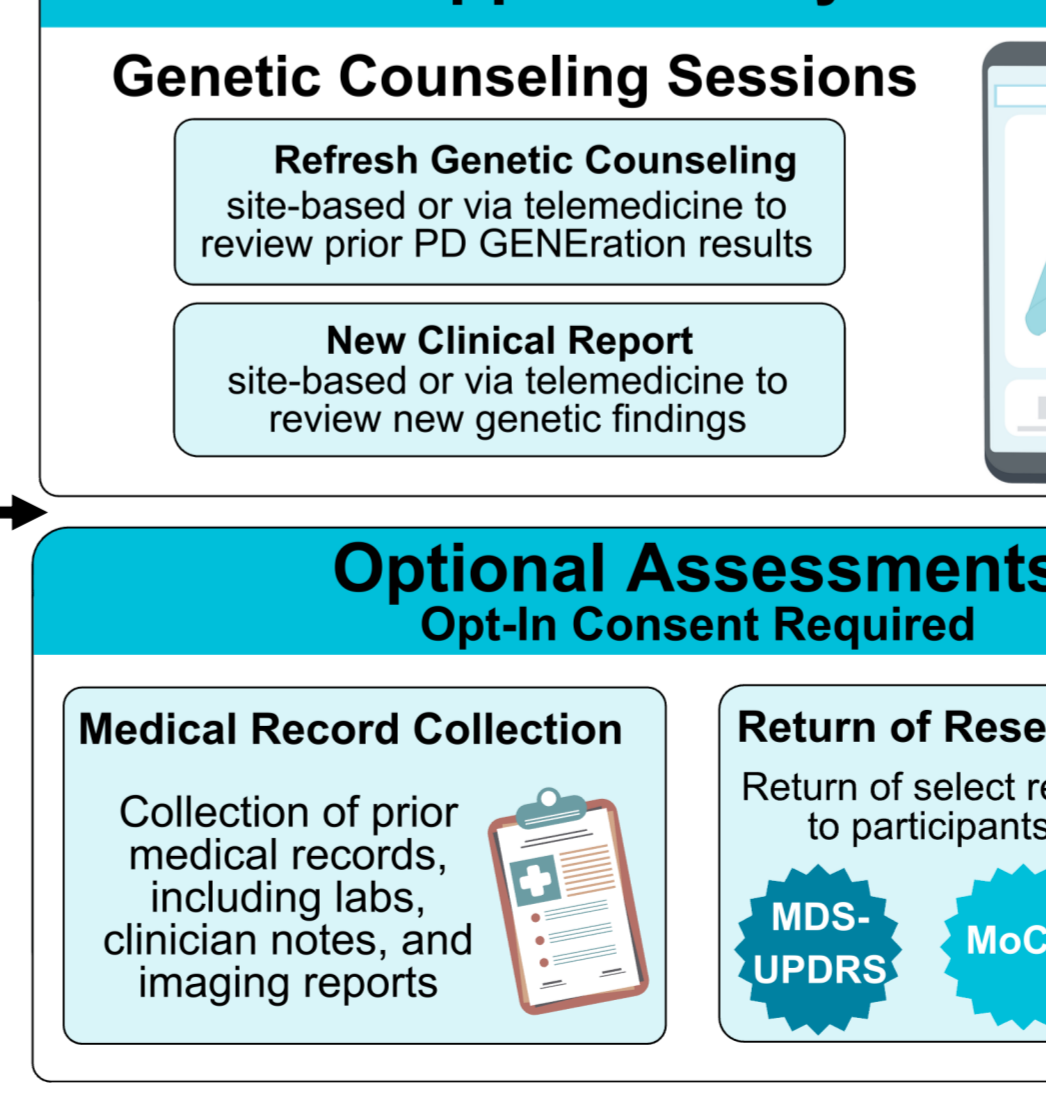 Genetic Counseling Sessions
Refresh Genetic Counseling
site-based or via telemedicine to
review prior PD GENEration results
New Clinical Report
site-based or via telemedicine to
review new genetic findings
Optional Assessments
Opt-In Consent Required
Medical Record Collection
Collection of prior
medical records,
including labs,
clinician notes, and
imaging reports
Return of
Return of select
to participants
MDS-
UPDRS